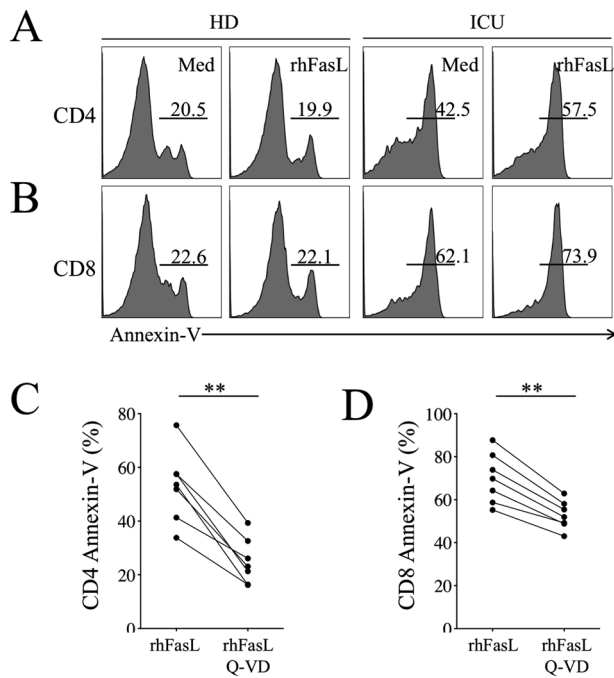 A
HD
ICU
Med
rhFasL
Med
rhFasL
CD4
20.5
19.9
42.5
57.5
B
CD8
22.6
22.1
62.1
73.9
Annexin-V
C
**
CD4 Annexin-V (%)
80
60
40
20
0
rhFasL
rhFasL
Q-VD
D
**
CD8 Annexin-V (%)
100
80
60
40
20
0
rhFasL
rhFasL
Q-VD